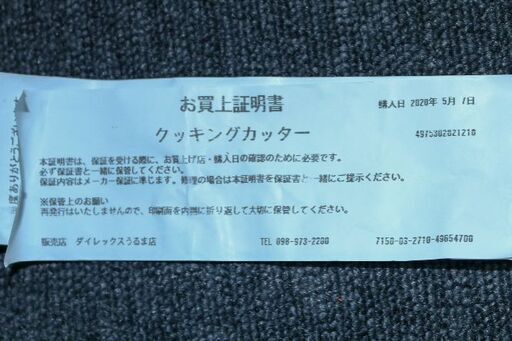 お買上証明書
購入日 2020年 5月 7日
クッキングカッター
4975302021210
本証明書は、保証を受ける際に、お買上げ店・購入日の確認のために必要です。
必ず保証書と一緒に保管してください。
保証内容はメーカー保証に準じます。修理の場合は本証明書を保証書と一緒にご提示ください。
※保管上のお願い
再発行はいたしませんので、印刷面を内側に折り返して大切に保管してください。
販売店 ダイレックスうるま店
TEL 098-973-2200
7150-03-2710-49654700
度ありがとうござ